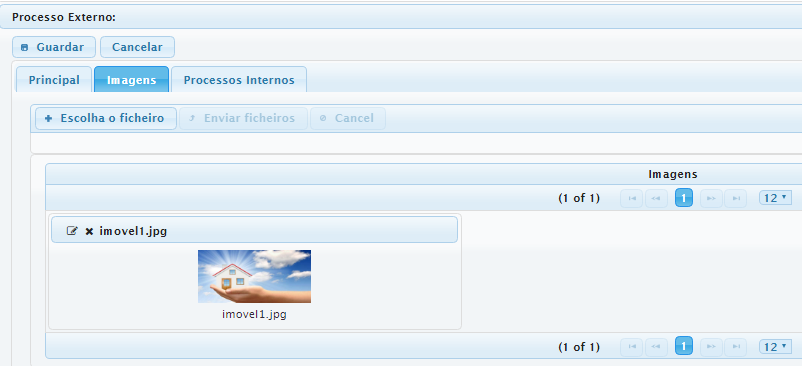 Processo Externo:
Guardar Cancelar
Principal Imagens Processos Internos
Escolha o ficheiro Enviar ficheiros Cancel
Imagens
(1 of 1) 1 12
imovel1.jpg
imovel1.jpg
(1 of 1) 1 12